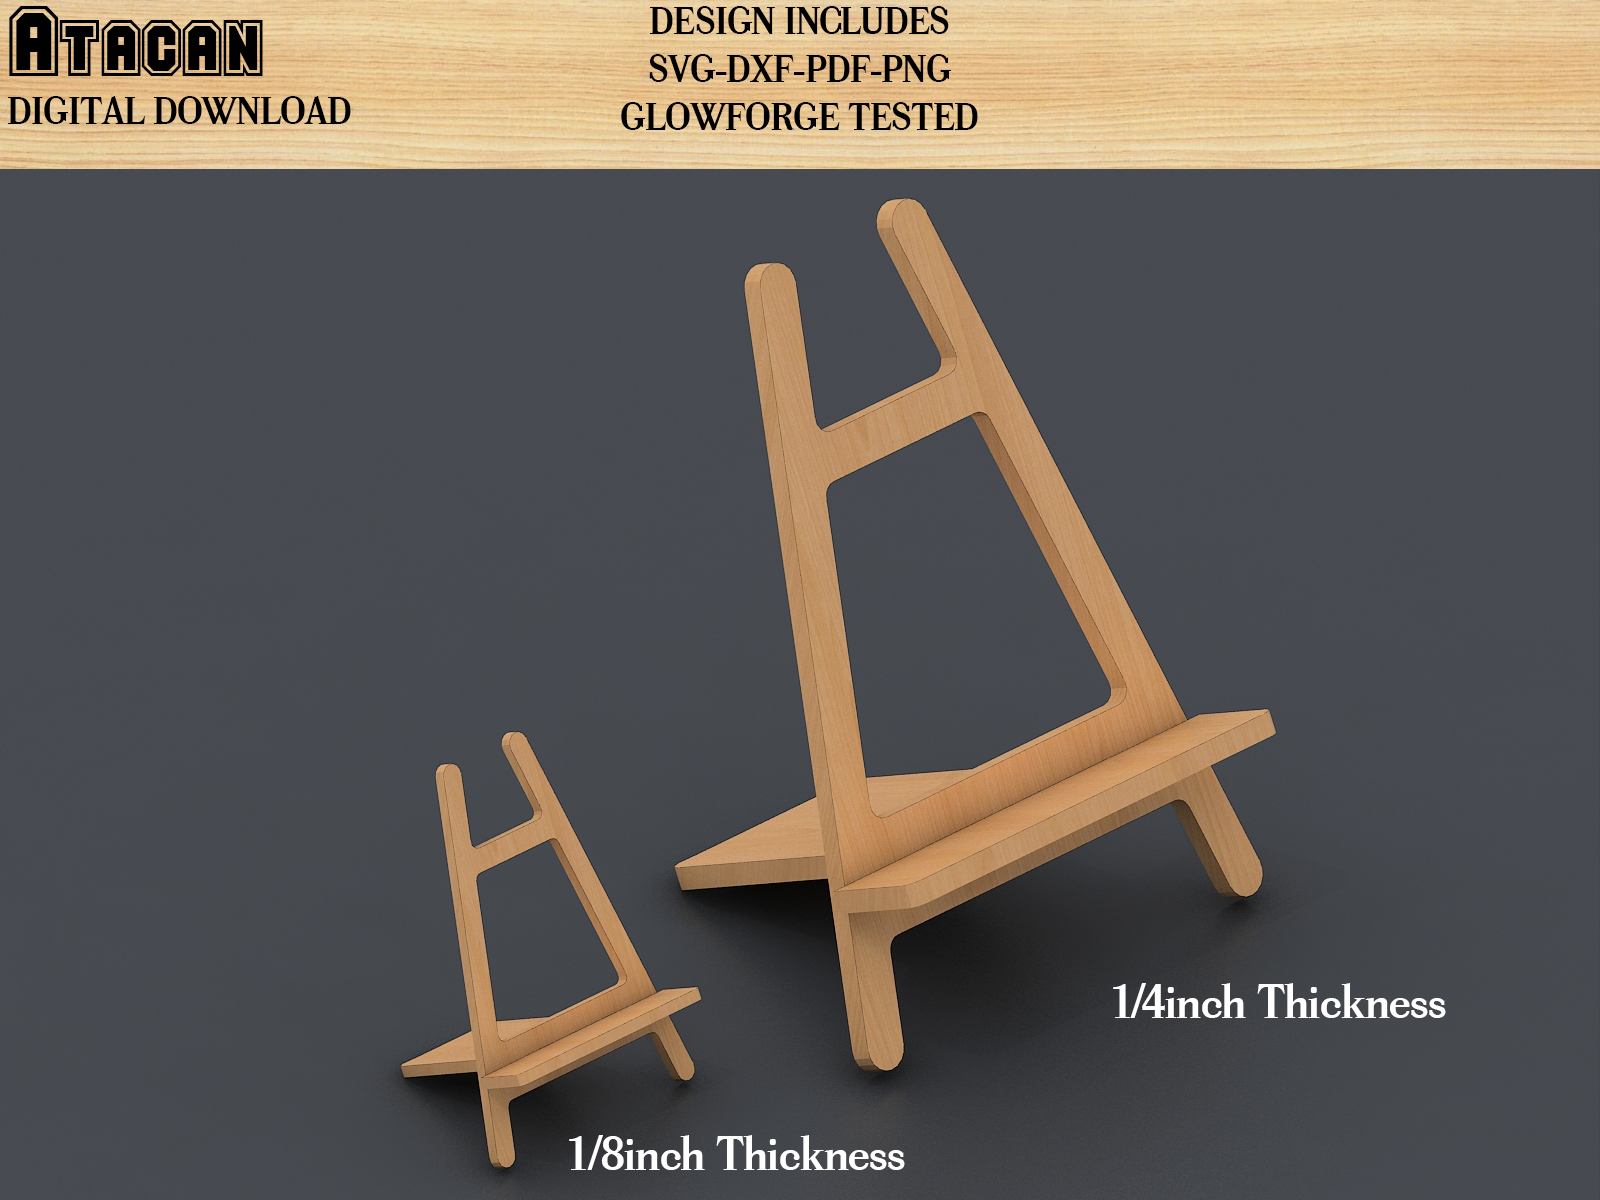 ATACAN
DIGITAL DOWNLOAD
DESIGN INCLUDES
SVG-DXF-PDF-PNG
GLOWFORGE TESTED
1/4inch Thickness
1/8inch Thickness